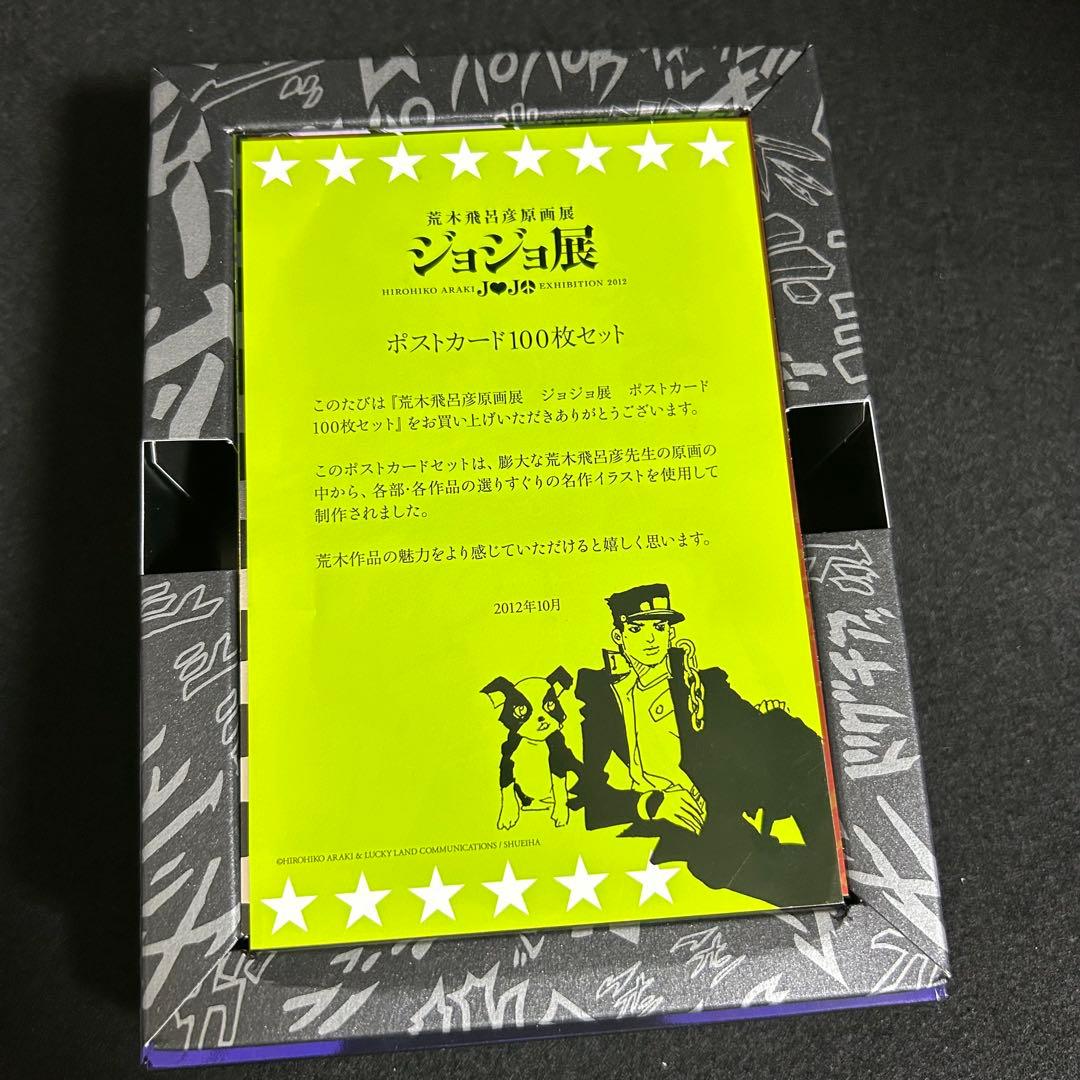 荒木飛呂彦原画展
ジョジョ展
HIROHIKO ARAKI JOJO EXHIBITION 2012
ポストカード100枚セット
このたびは『荒木飛呂彦原画展　ジョジョ展　ポストカード
100枚セット』をお買い上げいただきありがとうございます。
このポストカードセットは、膨大な荒木飛呂彦先生の原画の
中から、各部・各作品の選りすぐりの名作イラストを使用して
制作されました。
荒木作品の魅力をより感じていただけると嬉しく思います。
2012年10月
©HIROHIKO ARAKI & LUCKY LAND COMMUNICATIONS / SHUEIHA